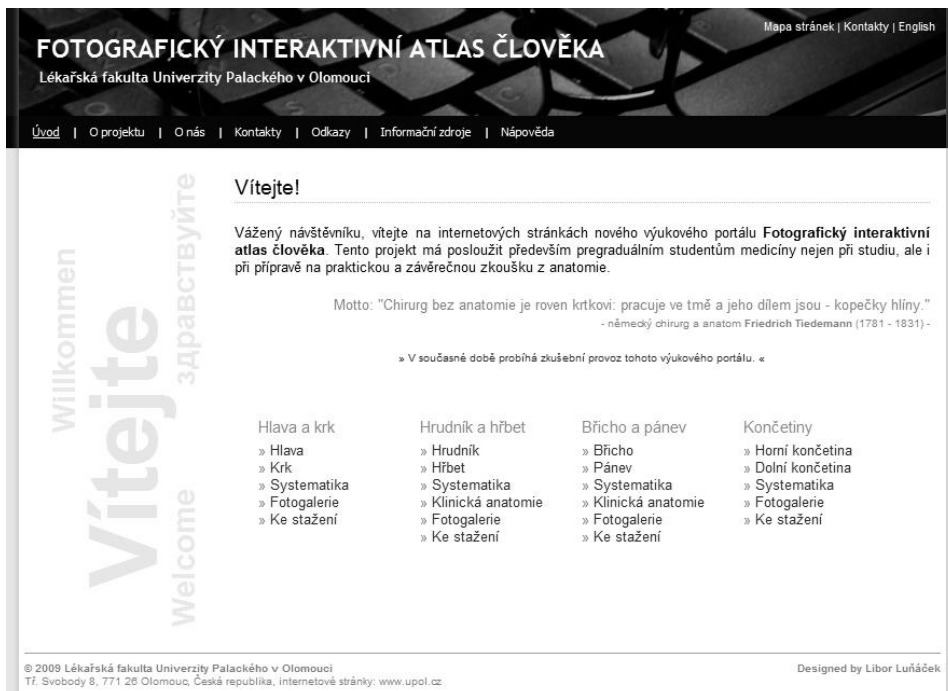 Mapa stránek | Kontakty | English
FOTOGRAFICKÝ INTERAKTIVNÍ ATLAS ČLOVĚKA
Lékařská fakulta Univerzity Palackého v Olomouci
Úvod | O projektu | O nás | Kontakty | Odkazy | Informační zdroje | Nápověda
Willkommen
Vítejte
здравствуйте
Welcome
Vítejte!
Vážený návštěvníku, vítejte na internetových stránkách nového výukového portálu Fotografický interaktivní
atlas člověka. Tento projekt má posloužit především pregraduálním studentům medicíny nejen při studiu, ale i
při přípravě na praktickou a závěrečnou zkoušku z anatomie.
Motto: "Chirurg bez anatomie je roven krtkovi: pracuje ve tmě a jeho dílem jsou - kopečky hlíny."
- německý chirurg a anatom Friedrich Tiedemann (1781 - 1831) -
» V současné době probíhá zkušební provoz tohoto výukového portálu. «
Hlava a krk
» Hlava
» Krk
» Systematika
» Fotogalerie
» Ke stažení
Hrudník a hřbet
» Hrudník
» Hřbet
» Systematika
» Klinická anatomie
» Fotogalerie
» Ke stažení
Břicho a pánev
» Břicho
» Pánev
» Systematika
» Klinická anatomie
» Fotogalerie
» Ke stažení
Končetiny
» Horní končetina
» Dolní končetina
» Systematika
» Fotogalerie
» Ke stažení
© 2009 Lékařská fakulta Univerzity Palackého v Olomouci
Tř. Svobody 8, 771 26 Olomouc, Česká republika, internetové stránky: www.upol.cz
Designed by Libor Luňáček